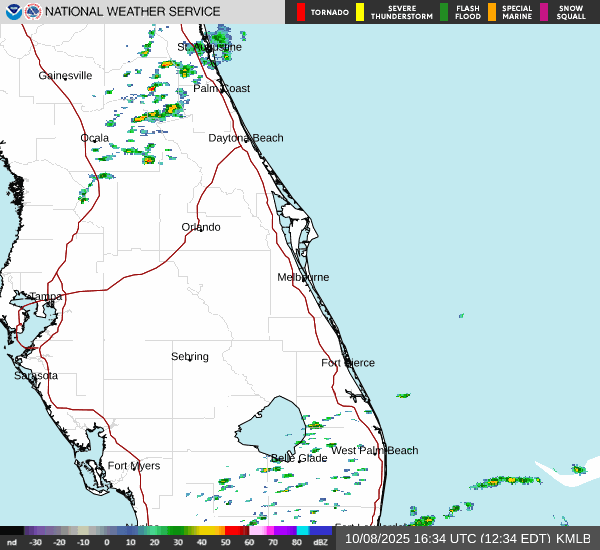 NATIONAL WEATHER SERVICE
TORNADO
SEVERE THUNDERSTORM
FLASH FLOOD
SPECIAL MARINE
SNOW SQUALL
St. Augustine
Gainesville
Palm Coast
Ocala
Daytona Beach
Orlando
Melbourne
Tampa
Sebring
Fort Pierce
Sarasota
West Palm Beach
Belle Glade
Fort Myers
nd -30 -20 -10 0 10 20 30 40 50 60 70 80 dBZ
10/08/2025 16:34 UTC (12:34 EDT) KMLB